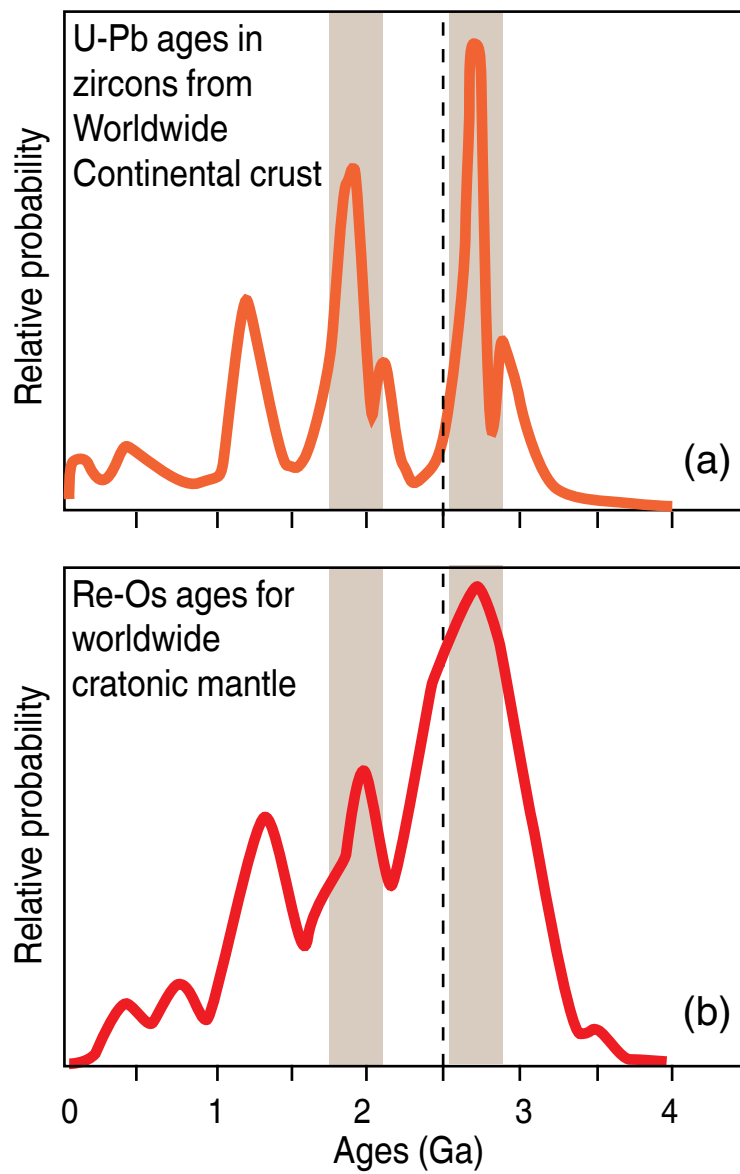 U-Pb ages in
zircons from
Worldwide
Continental crust
Relative probability
(a)
Re-Os ages for
worldwide
cratonic mantle
Relative probability
(b)
0 1 2 3 4
Ages (Ga)